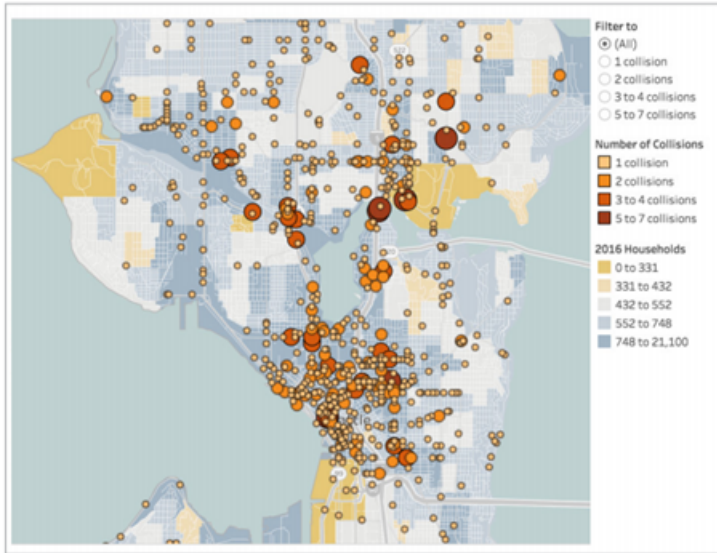 Filter to
(All)
1 collision
2 collisions
3 to 4 collisions
5 to 7 collisions
Number of Collisions
1 collision
2 collisions
3 to 4 collisions
5 to 7 collisions
2016 Households
0 to 331
331 to 432
432 to 552
552 to 748
748 to 21,100
522